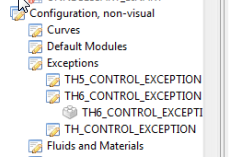 Configuration, non-visual
Curves
Default Modules
Exceptions
TH5_CONTROL_EXCEPTION
TH6_CONTROL_EXCEPTION
TH6_CONTROL_EXCEPTI
TH_CONTROL_EXCEPTION
Fluids and Materials